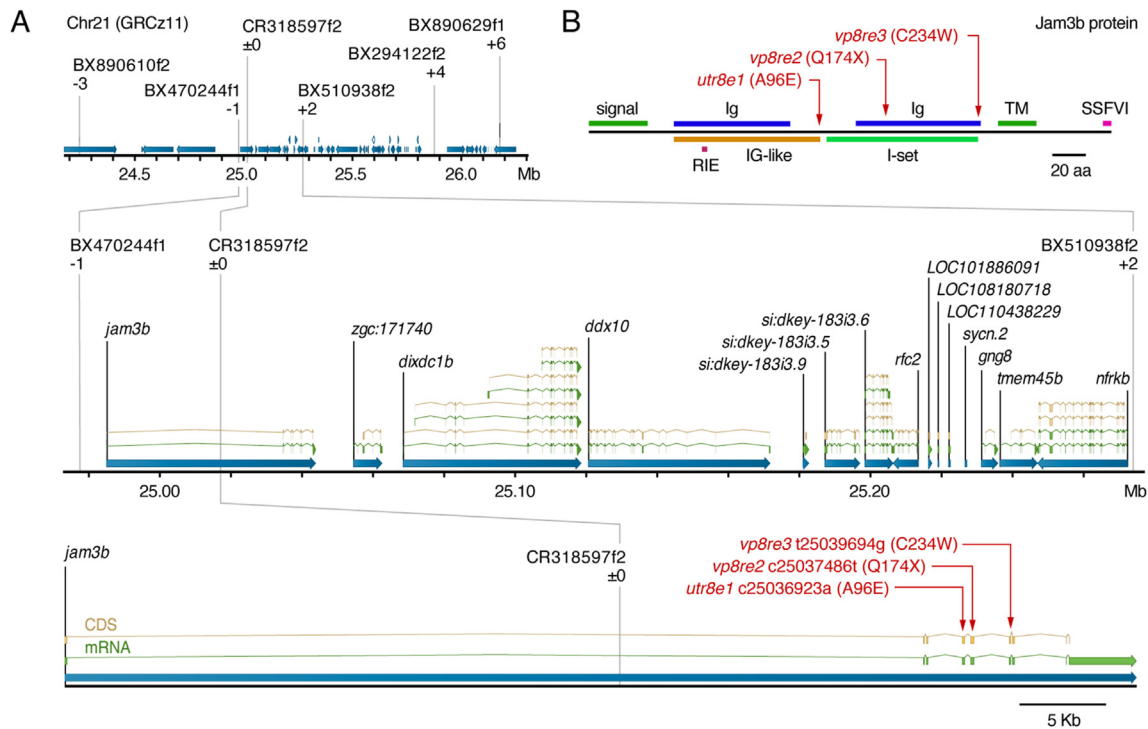 A
Chr21 (GRCz11)
BX890610f2
-3
BX470244f1
-1
CR318597f2
±0
BX510938f2
+2
BX294122f2
+4
BX890629f1
+6
24.5
25.0
25.5
26.0
Mb
B
Jam3b protein
vp8re3 (C234W)
vp8re2 (Q174X)
utr8e1 (A96E)
signal
Ig
Ig
TM
SSFVI
RIE
IG-like
I-set
20 aa
BX470244f1
-1
CR318597f2
±0
BX510938f2
+2
jam3b
zgc:171740
dixdc1b
ddx10
si:dkey-183i3.9
si:dkey-183i3.5
si:dkey-183i3.6
rfc2
LOC101886091
LOC108180718
LOC110438229
sycn.2
gng8
tmem45b
nfrkb
25.00
25.10
25.20
Mb
jam3b
CR318597f2
±0
vp8re3 t25039694g (C234W)
vp8re2 c25037486t (Q174X)
utr8e1 c25036923a (A96E)
CDS
mRNA
5 Kb